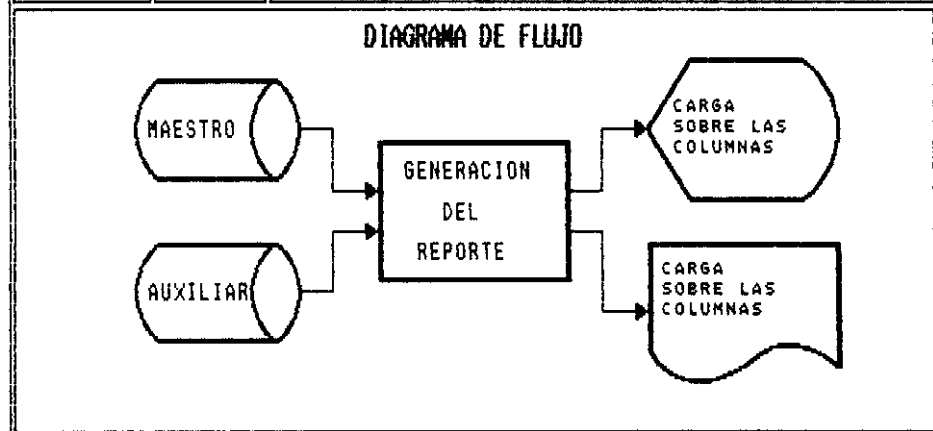 DIAGRAMA DE FLUJO
MAESTRO
AUXILIAR
GENERACION
DEL
REPORTE
CARGA
SOBRE LAS
COLUMNAS
CARGA
SOBRE LAS
COLUMNAS